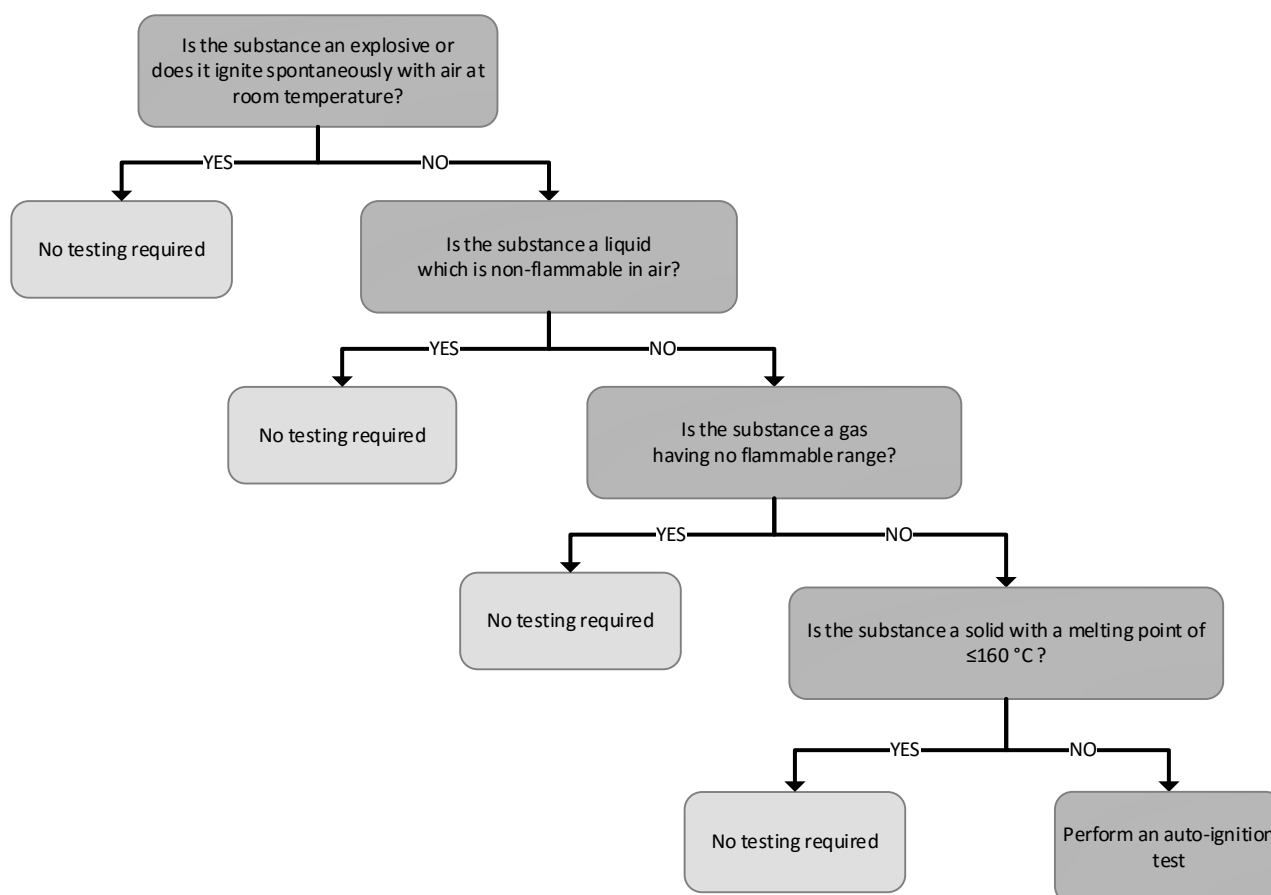 Is the substance an explosive or
does it ignite spontaneously with air at
room temperature?
YES
NO
No testing required
Is the substance a liquid
which is non-flammable in air?
YES
NO
No testing required
Is the substance a gas
having no flammable range?
YES
NO
No testing required
Is the substance a solid with a melting point of
≤160 °C ?
YES
NO
No testing required
Perform an auto-ignition
test